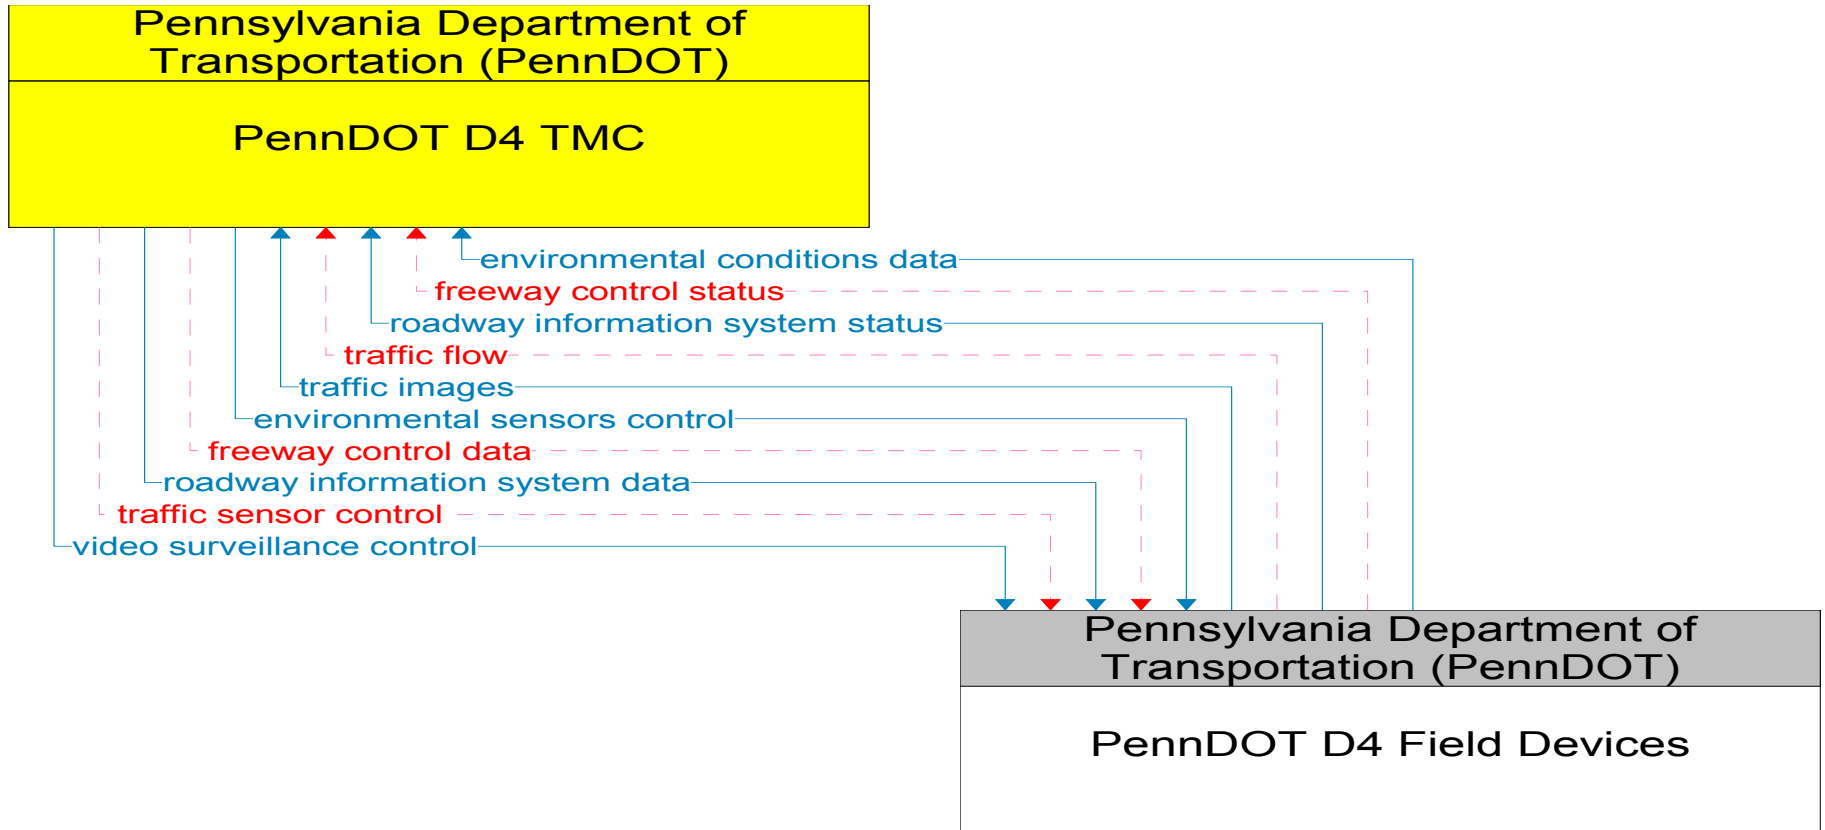 Pennsylvania Department of
Transportation (PennDOT)
PennDOT D4 TMC
environmental conditions data
freeway control status
roadway information system status
traffic flow
traffic images
environmental sensors control
freeway control data
roadway information system data
traffic sensor control
video surveillance control
Pennsylvania Department of
Transportation (PennDOT)
PennDOT D4 Field Devices